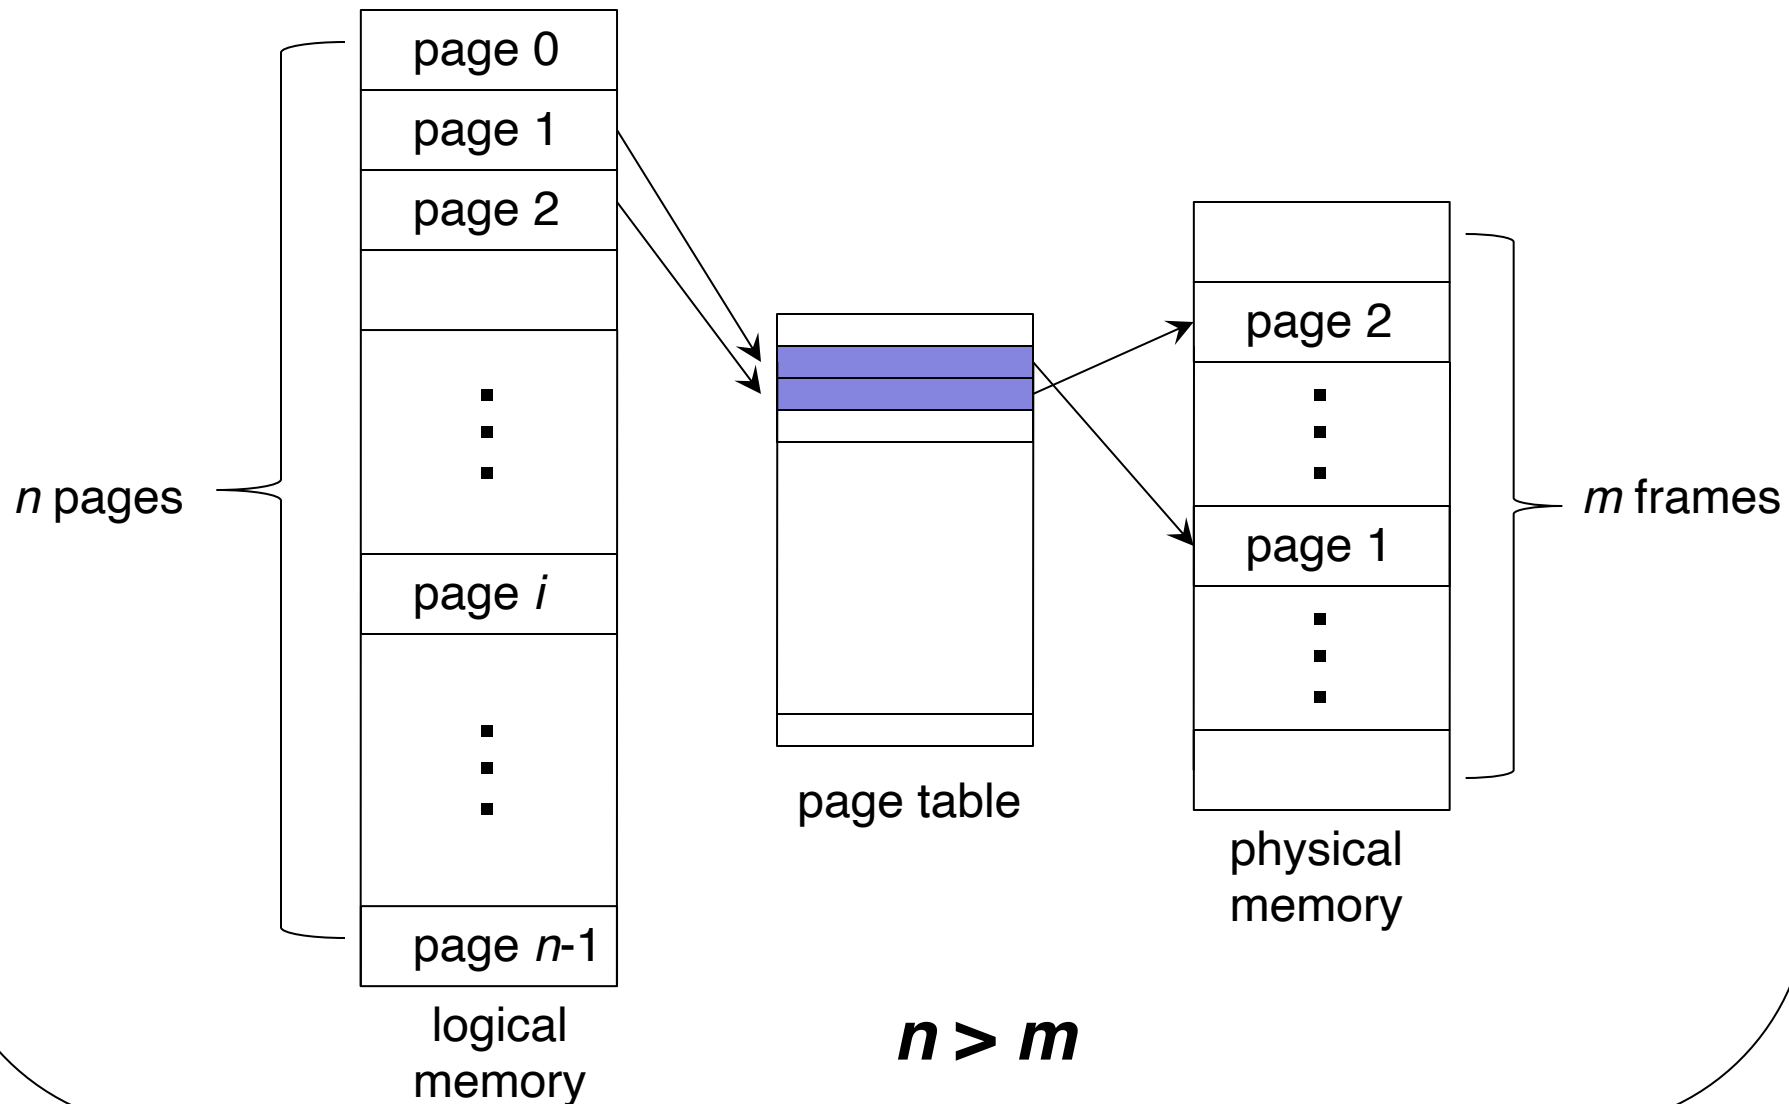 page 0
page 1
page 2
page i
page n-1
n pages
logical
memory
page table
page 2
page 1
m frames
physical
memory
n > m